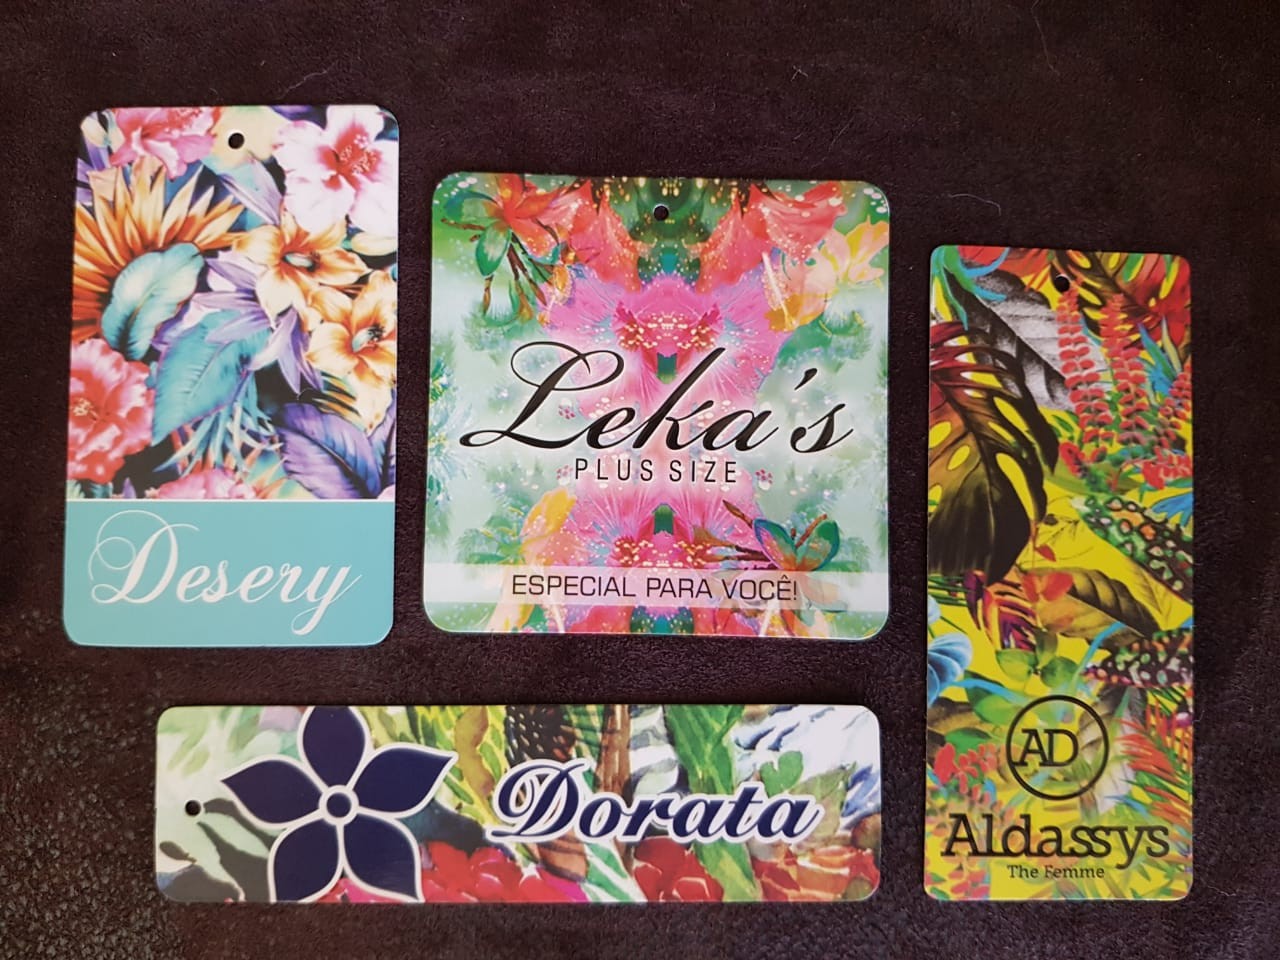 Desery
Leka's
PLUS SIZE
ESPECIAL PARA VOCÊ!
Dorata
AD
Aldassys
The Femme